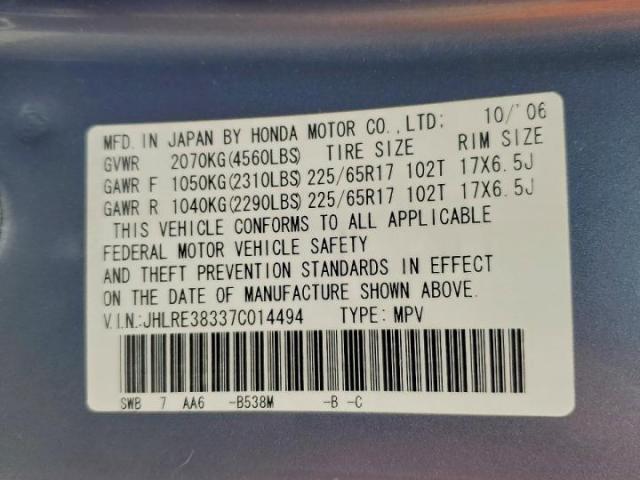 MFD. IN JAPAN BY HONDA MOTOR CO.,LTD: 10/'06
GVWR 2070KG(4560LBS) TIRE SIZE RIM SIZE
GAWR F 1050KG(2310LBS) 225/65R17 102T 17X6.5J
GAWR R 1040KG(2290LBS) 225/65R17 102T 17X6.5J
THIS VEHICLE CONFORMS TO ALL APPLICABLE
FEDERAL MOTOR VEHICLE SAFETY
AND THEFT PREVENTION STANDARDS IN EFFECT
ON THE DATE OF MANUFACTURE SHOWN ABOVE.
V.I.N.:JHLRE38337C014494 TYPE: MPV
SWB 7 AA6 -B538M -B -C